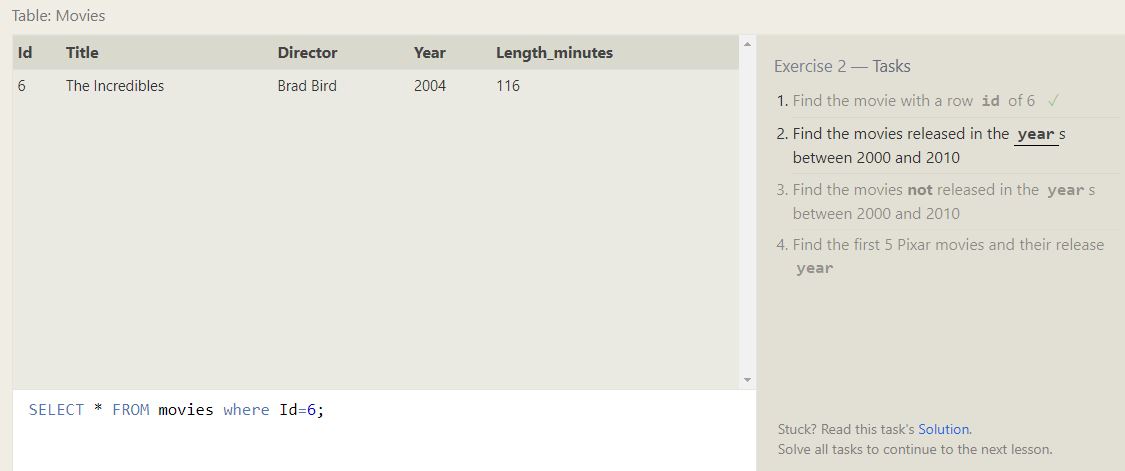 Table: Movies
Id Title Director Year Length_minutes
6 The Incredibles Brad Bird 2004 116
SELECT * FROM movies where Id=6;
Exercise 2 — Tasks
1. Find the movie with a row id of 6 ✓
2. Find the movies released in the year s
between 2000 and 2010
3. Find the movies not released in the year s
between 2000 and 2010
4. Find the first 5 Pixar movies and their release
year
Stuck? Read this task's Solution.
Solve all tasks to continue to the next lesson.